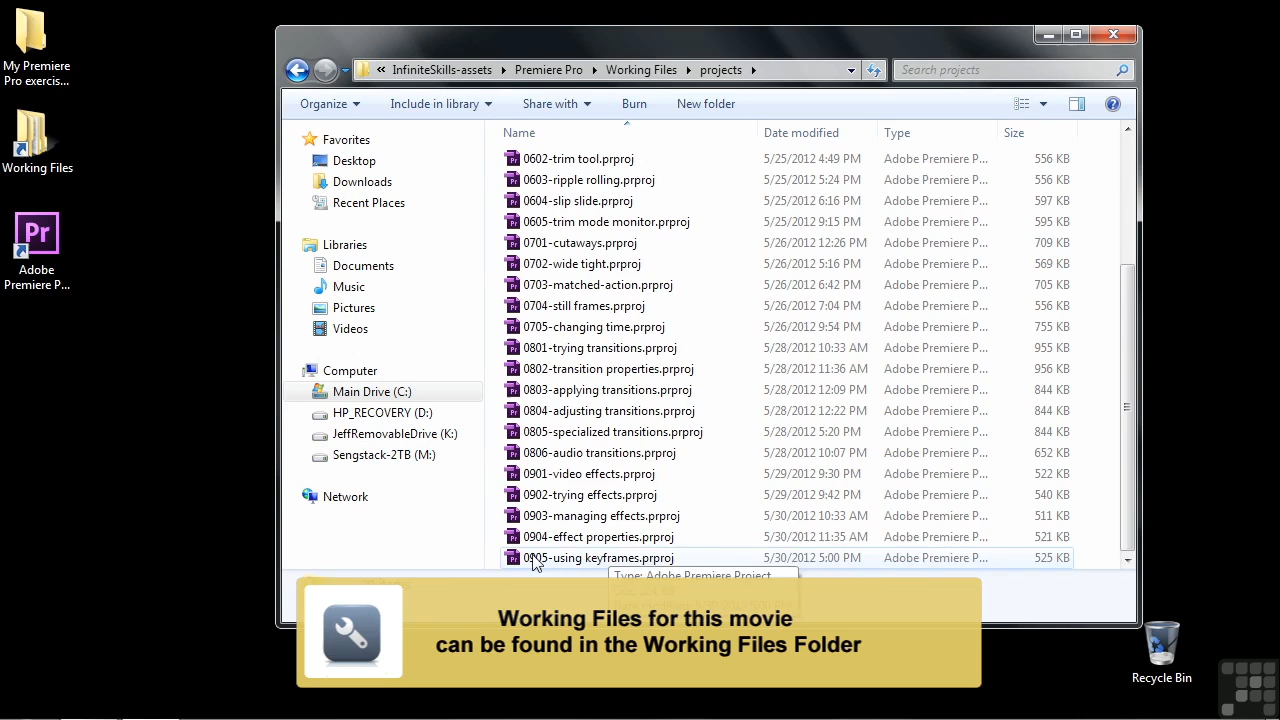 My Premiere
Pro exercis...
Working Files
Pr
Adobe
Premiere P...
« InfiniteSkills-assets Premiere Pro Working Files projects
Search projects
Organize Include in library Share with Burn New folder
Name Date modified Type Size
Favorites
Desktop
Downloads
Recent Places
Libraries
Documents
Music
Pictures
Videos
Computer
Main Drive (C:)
HP_RECOVERY (D:)
JeffRemovableDrive (K:)
Sengstack-2TB (M:)
Network
0602-trim tool.prproj 5/25/2012 4:49 PM Adobe Premiere P... 556 KB
0603-ripple rolling.prproj 5/25/2012 5:24 PM Adobe Premiere P... 556 KB
0604-slip slide.prproj 5/25/2012 6:16 PM Adobe Premiere P... 597 KB
0605-trim mode monitor.prproj 5/25/2012 9:15 PM Adobe Premiere P... 595 KB
0701-cutaways.prproj 5/26/2012 12:26 PM Adobe Premiere P... 709 KB
0702-wide tight.prproj 5/26/2012 5:16 PM Adobe Premiere P... 569 KB
0703-matched-action.prproj 5/26/2012 6:42 PM Adobe Premiere P... 705 KB
0704-still frames.prproj 5/26/2012 7:04 PM Adobe Premiere P... 556 KB
0705-changing time.prproj 5/26/2012 9:54 PM Adobe Premiere P... 755 KB
0801-trying transitions.prproj 5/28/2012 10:33 AM Adobe Premiere P... 955 KB
0802-transition properties.prproj 5/28/2012 11:36 AM Adobe Premiere P... 956 KB
0803-applying transitions.prproj 5/28/2012 12:09 PM Adobe Premiere P... 844 KB
0804-adjusting transitions.prproj 5/28/2012 12:22 PM Adobe Premiere P... 844 KB
0805-specialized transitions.prproj 5/28/2012 5:20 PM Adobe Premiere P... 844 KB
0806-audio transitions.prproj 5/28/2012 10:07 PM Adobe Premiere P... 652 KB
0901-video effects.prproj 5/29/2012 9:30 PM Adobe Premiere P... 522 KB
0902-trying effects.prproj 5/29/2012 9:42 PM Adobe Premiere P... 540 KB
0903-managing effects.prproj 5/30/2012 10:33 AM Adobe Premiere P... 511 KB
0904-effect properties.prproj 5/30/2012 11:35 AM Adobe Premiere P... 521 KB
0905-using keyframes.prproj 5/30/2012 5:00 PM Adobe Premiere P... 525 KB
Type: Adobe Premiere Project
Working Files for this movie
can be found in the Working Files Folder
Recycle Bin